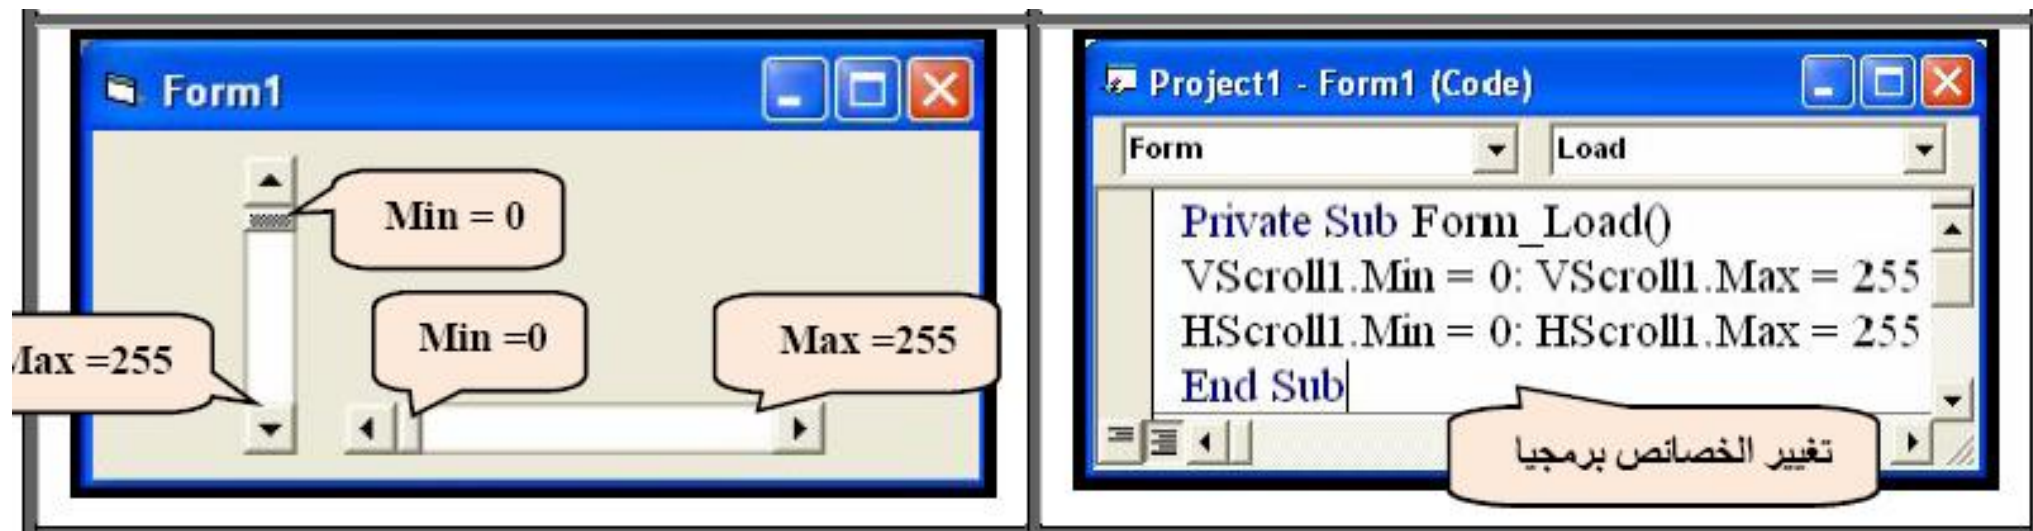 Form1
Min = 0
Min =0
Max =255
Max =255
Project1 - Form1 (Code)
Form
Load
Private Sub Form_Load()
VScroll1.Min = 0: VScroll1.Max = 255
HScroll1.Min = 0: HScroll1.Max = 255
End Sub
تغيير الخصائص برمجيا